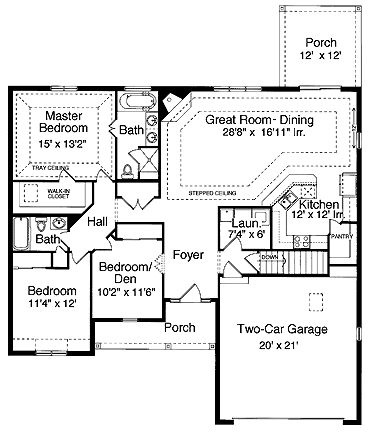 Porch
12' x 12'
Master
Bedroom
15' x 13'2"
TRAY CEILING
Bath
Great Room- Dining
28'8" x 16'11" Irr.
STEPPED CEILING
WALK-IN
CLOSET
Hall
Bath
Kitchen
12' x 12' Irr.
PANTRY
Laun.
7'4" x 6'
DOWN
Foyer
Bedroom/
Den
10'2" x 11'6"
Bedroom
11'4" x 12'
Porch
Two-Car Garage
20' x 21'